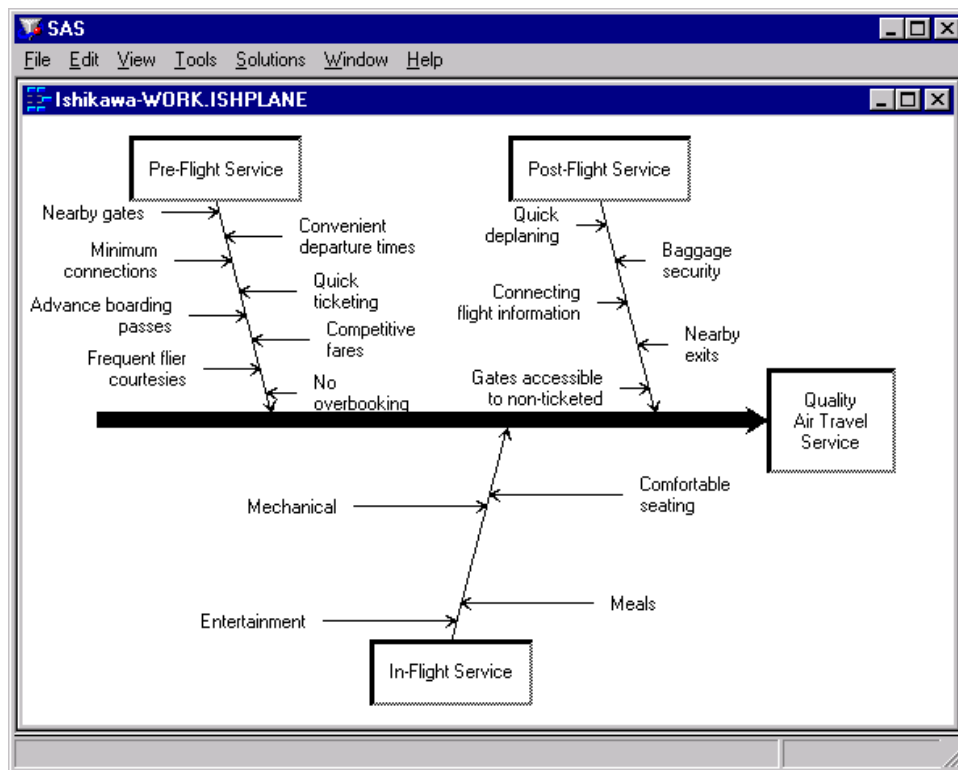 SAS
File Edit View Tools Solutions Window Help
Ishikawa-WORK.ISHPLANE
Pre-Flight Service
Post-Flight Service
Nearby gates
Convenient
departure times
Minimum
connections
Quick
ticketing
Advance boarding
passes
Competitive
fares
Frequent flier
courtesies
No
overbooking
Quick
deplaning
Baggage
security
Connecting
flight information
Nearby
exits
Gates accessible
to non-ticketed
Quality
Air Travel
Service
Comfortable
seating
Mechanical
Meals
Entertainment
In-Flight Service